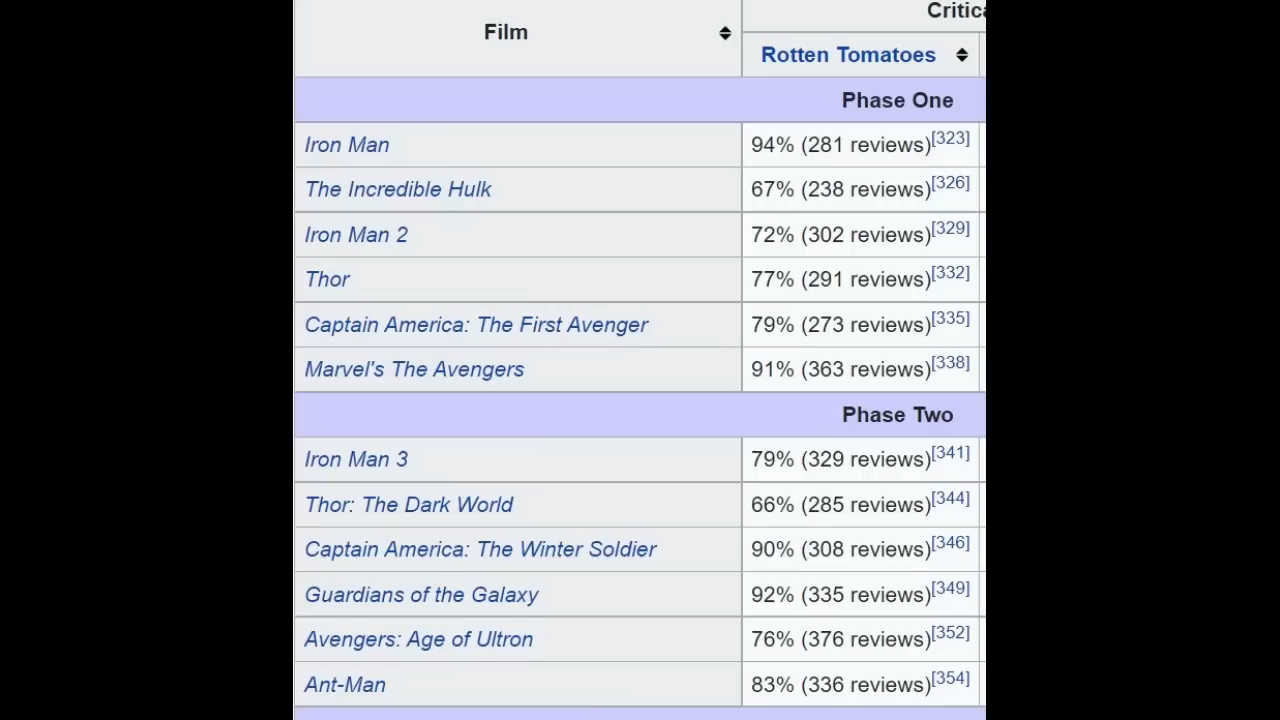 Critica
Film
Rotten Tomatoes
Phase One
Iron Man 94% (281 reviews)[323]
The Incredible Hulk 67% (238 reviews)[326]
Iron Man 2 72% (302 reviews)[329]
Thor 77% (291 reviews)[332]
Captain America: The First Avenger 79% (273 reviews)[335]
Marvel's The Avengers 91% (363 reviews)[338]
Phase Two
Iron Man 3 79% (329 reviews)[341]
Thor: The Dark World 66% (285 reviews)[344]
Captain America: The Winter Soldier 90% (308 reviews)[346]
Guardians of the Galaxy 92% (335 reviews)[349]
Avengers: Age of Ultron 76% (376 reviews)[352]
Ant-Man 83% (336 reviews)[354]